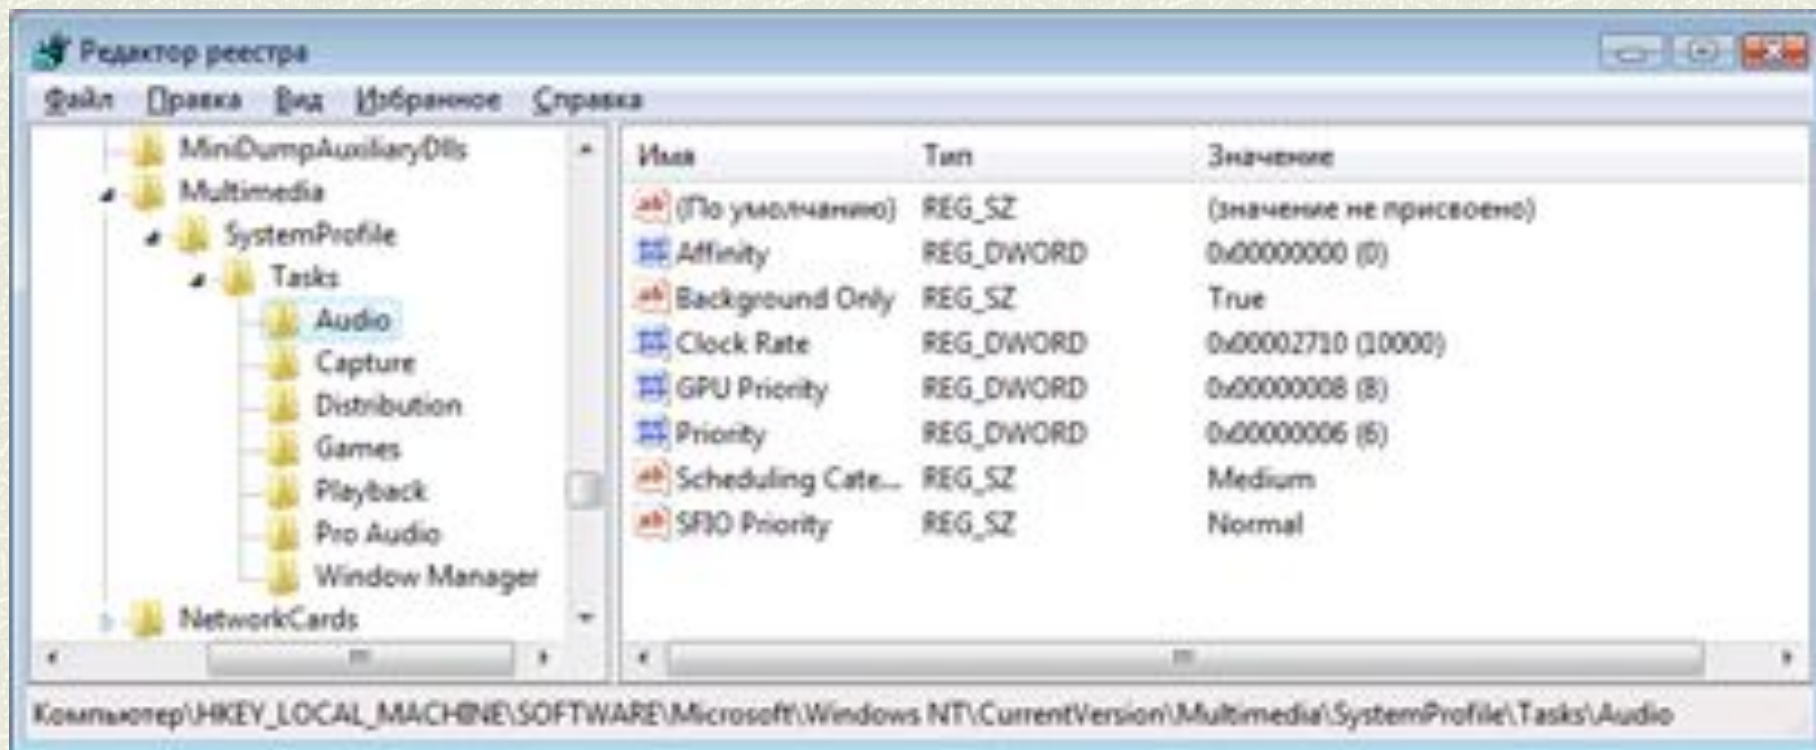 Редактор реестра
Файл Правка Вид Избранное Справка
MiniDumpAuxiliaryDlls
Multimedia
SystemProfile
Tasks
Audio
Capture
Distribution
Games
Playback
Pro Audio
Window Manager
NetworkCards
Имя Тип Значение
(По умолчанию) REG_SZ (значение не присвоено)
Affinity REG_DWORD 0x00000000 (0)
Background Only REG_SZ True
Clock Rate REG_DWORD 0x00002710 (10000)
GPU Priority REG_DWORD 0x00000008 (8)
Priority REG_DWORD 0x00000006 (6)
Scheduling Cate... REG_SZ Medium
SFIO Priority REG_SZ Normal
Компьютер\HKEY_LOCAL_MACHINE\SOFTWARE\Microsoft\Windows NT\CurrentVersion\Multimedia\SystemProfile\Tasks\Audio